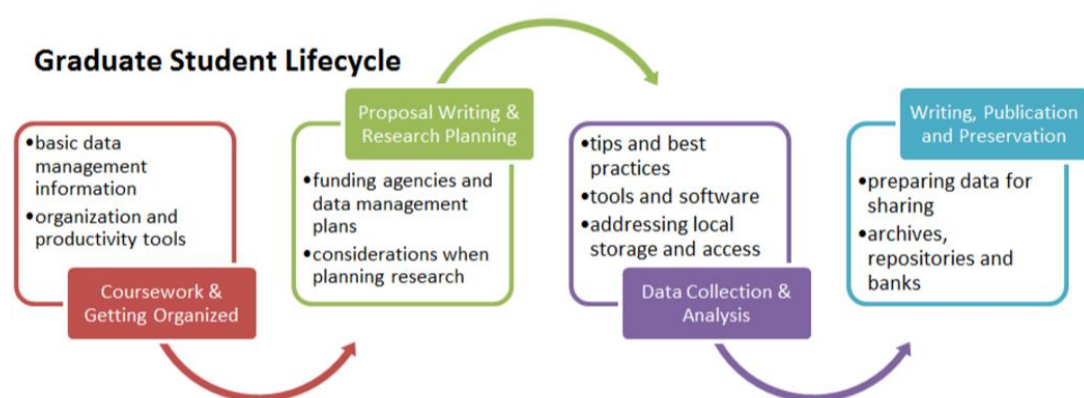 Graduate Student Lifecycle
•basic data
management
information
•organization and
productivity tools
Coursework &
Getting Organized
Proposal Writing &
Research Planning
•funding agencies and
data management
plans
•considerations when
planning research
•tips and best
practices
•tools and software
•addressing local
storage and access
Data Collection &
Analysis
Writing, Publication
and Preservation
•preparing data for
sharing
•archives,
repositories and
banks